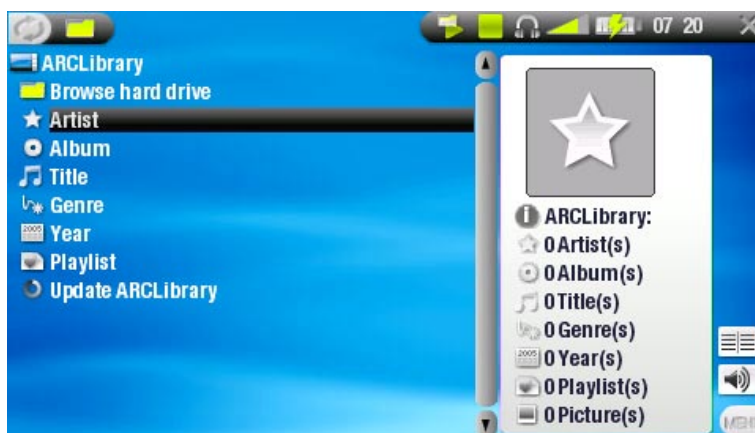 07 20
ARCLibrary
Browse hard drive
Artist
Album
Title
Genre
2005 Year
Playlist
Update ARCLibrary
ARCLibrary:
0 Artist(s)
0 Album(s)
0 Title(s)
0 Genre(s)
2005 0 Year(s)
0 Playlist(s)
0 Picture(s)
MENU